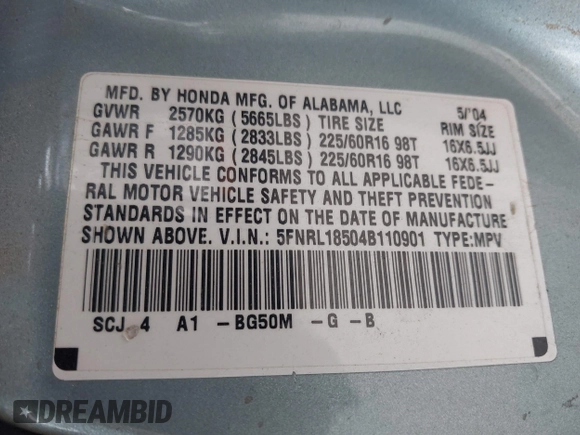 MFD. BY HONDA MFG. OF ALABAMA, LLC 5/'04
GVWR 2570KG (5665LBS) TIRE SIZE RIM SIZE
GAWR F 1285KG (2833LBS) 225/60R16 98T 16X6.5JJ
GAWR R 1290KG (2845LBS) 225/60R16 98T 16X6.5JJ
THIS VEHICLE CONFORMS TO ALL APPLICABLE FEDE-
RAL MOTOR VEHICLE SAFETY AND THEFT PREVENTION
STANDARDS IN EFFECT ON THE DATE OF MANUFACTURE
SHOWN ABOVE. V.I.N.: 5FNRL18504B110901 TYPE:MPV
SCJ 4 A1 -BG50M -G -B
DREAMBID